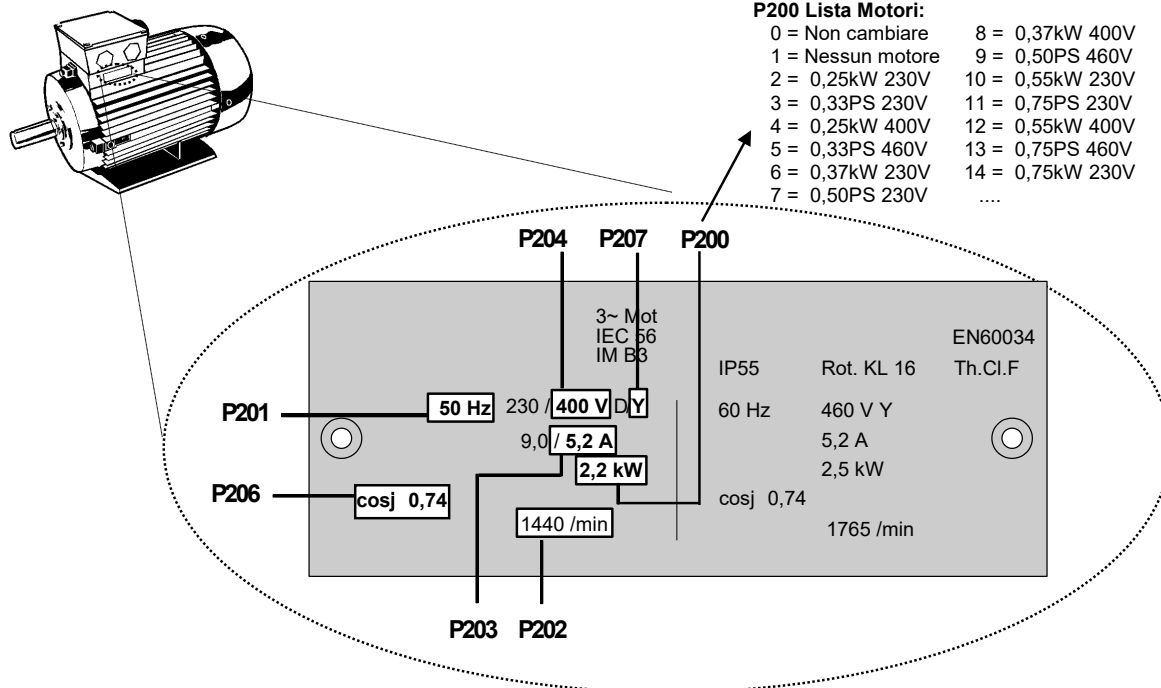 P200 Lista Motori:
0 = Non cambiare 8 = 0,37kW 400V
1 = Nessun motore 9 = 0,50PS 460V
2 = 0,25kW 230V 10 = 0,55kW 230V
3 = 0,33PS 230V 11 = 0,75PS 230V
4 = 0,25kW 400V 12 = 0,55kW 400V
5 = 0,33PS 460V 13 = 0,75PS 460V
6 = 0,37kW 230V 14 = 0,75kW 230V
7 = 0,50PS 230V ....
P204 P207 P200
3~ Mot
IEC 56
IM B3
EN60034
IP55 Rot. KL 16 Th.Cl.F
P201 50 Hz 230 / 400 V D/Y 60 Hz 460 V Y
9,0 / 5,2 A 5,2 A
2,2 kW 2,5 kW
P206 cosj 0,74 cosj 0,74
1440 /min 1765 /min
P203 P202